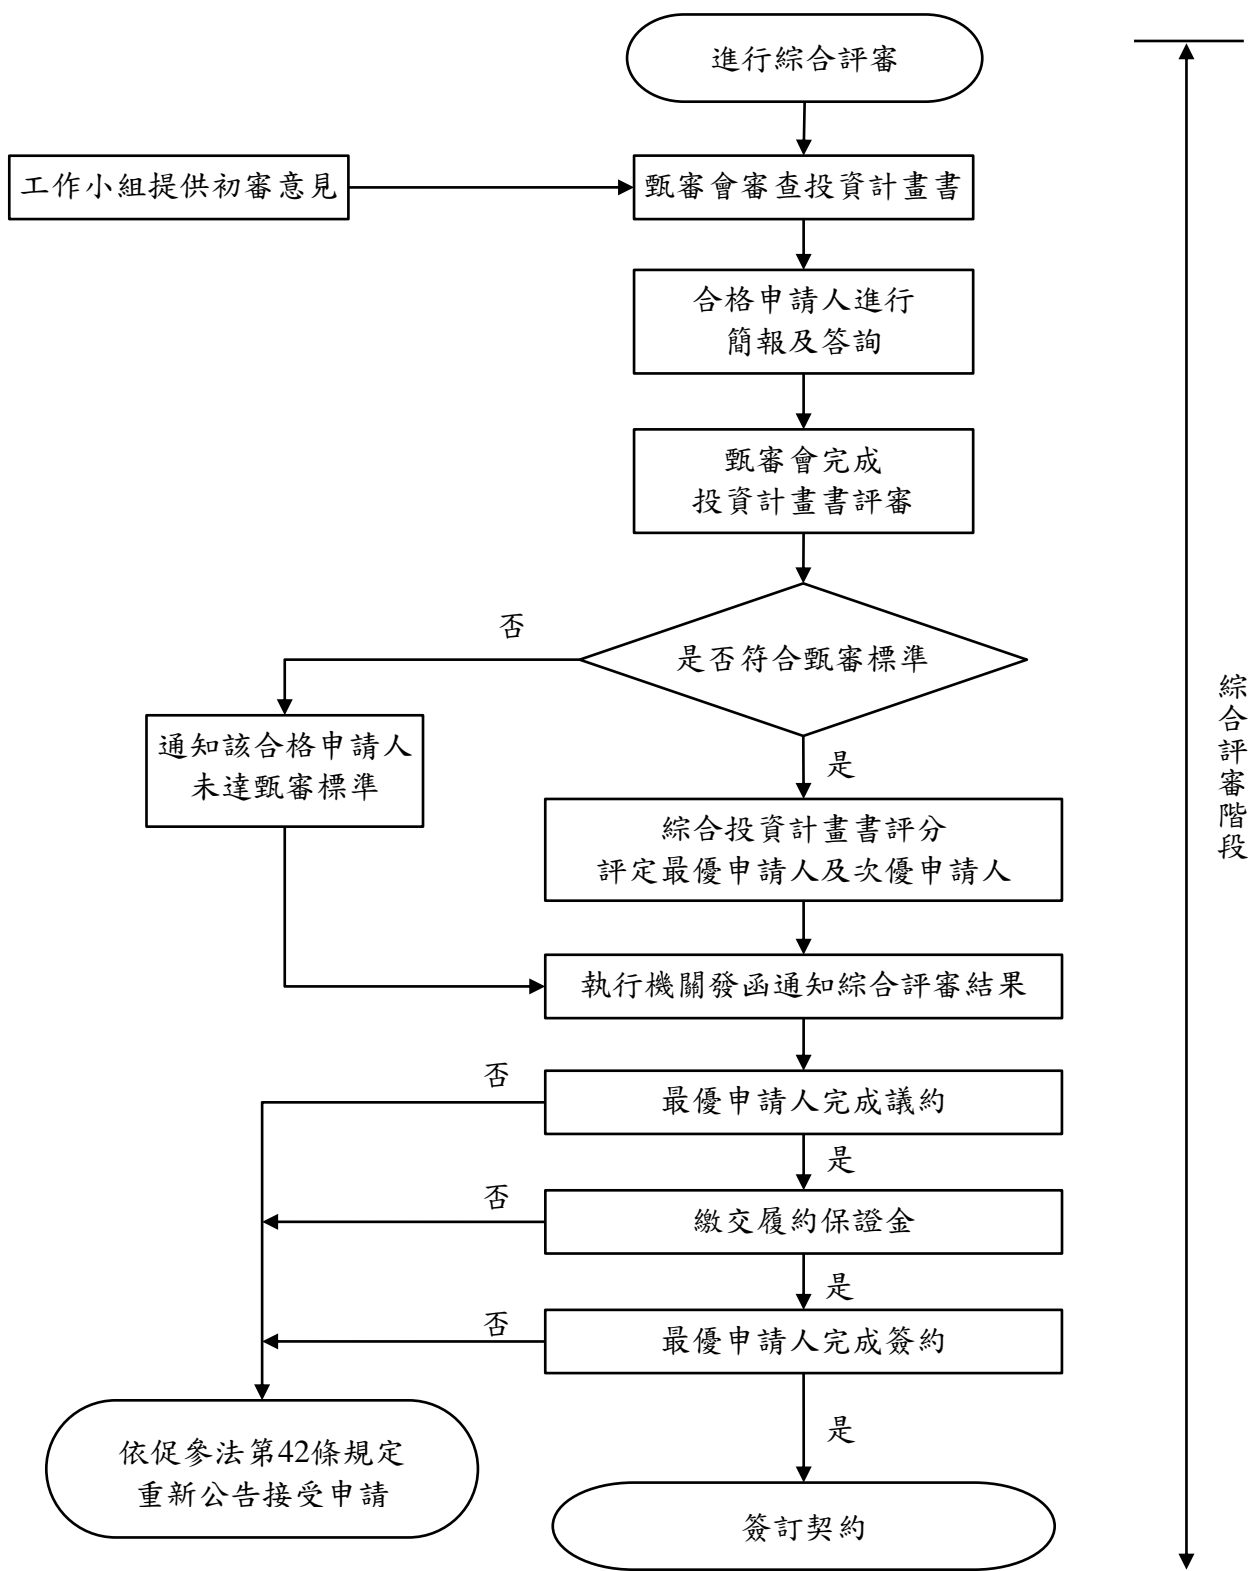 進行綜合評審
工作小組提供初審意見
甄審會審查投資計畫書
合格申請人進行
簡報及答詢
甄審會完成
投資計畫書評審
是否符合甄審標準
否
通知該合格申請人
未達甄審標準
是
綜合投資計畫書評分
評定最優申請人及次優申請人
執行機關發函通知綜合評審結果
否
最優申請人完成議約
是
否
繳交履約保證金
是
否
最優申請人完成簽約
是
依促參法第42條規定
重新公告接受申請
簽訂契約
綜合評審階段